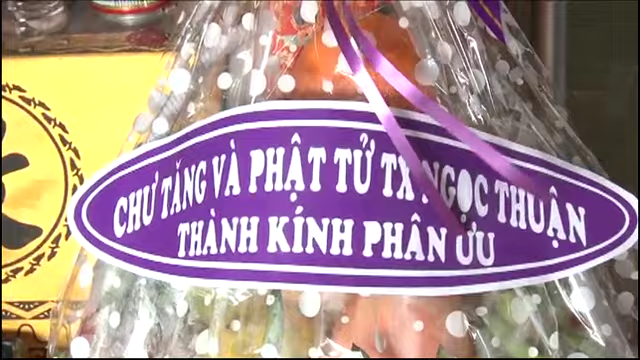 CHƯ TĂNG VÀ PHẬT TỬ TX NGỌC THUẬN
THÀNH KÍNH PHÂN ƯU